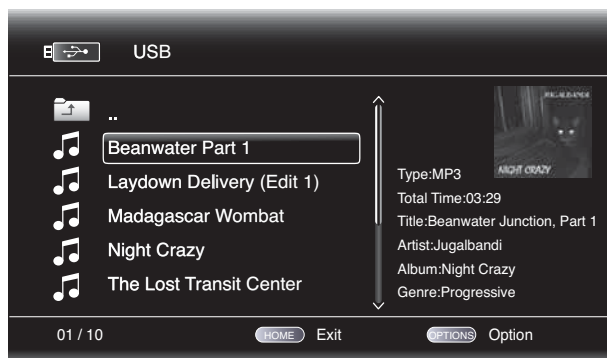 USB
..
Beanwater Part 1
Laydown Delivery (Edit 1)
Madagascar Wombat
Night Crazy
The Lost Transit Center
JUGALBANDI
NIGHT CRAZY
Type:MP3
Total Time:03:29
Title:Beanwater Junction, Part 1
Artist:Jugalbandi
Album:Night Crazy
Genre:Progressive
01 / 10
HOME Exit
OPTIONS Option